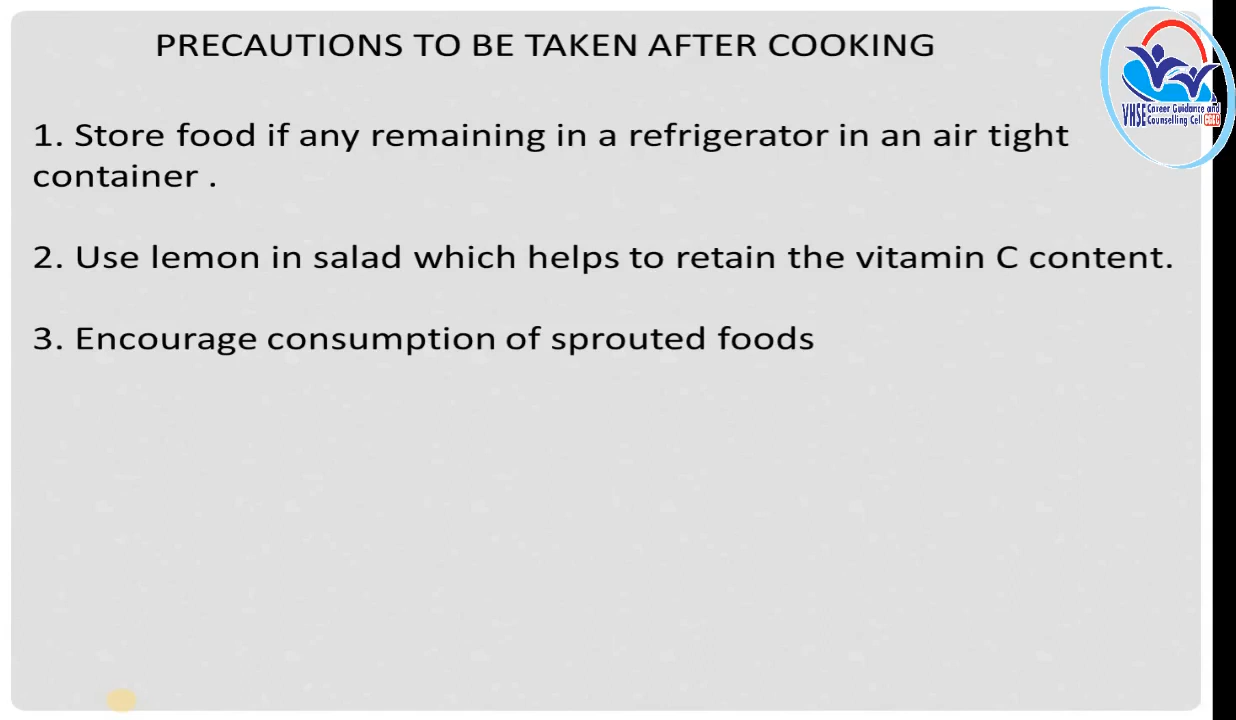 PRECAUTIONS TO BE TAKEN AFTER COOKING
1. Store food if any remaining in a refrigerator in an air tight
container .
2. Use lemon in salad which helps to retain the vitamin C content.
3. Encourage consumption of sprouted foods
VHSE Career Guidance and
Counselling Cell CGCC